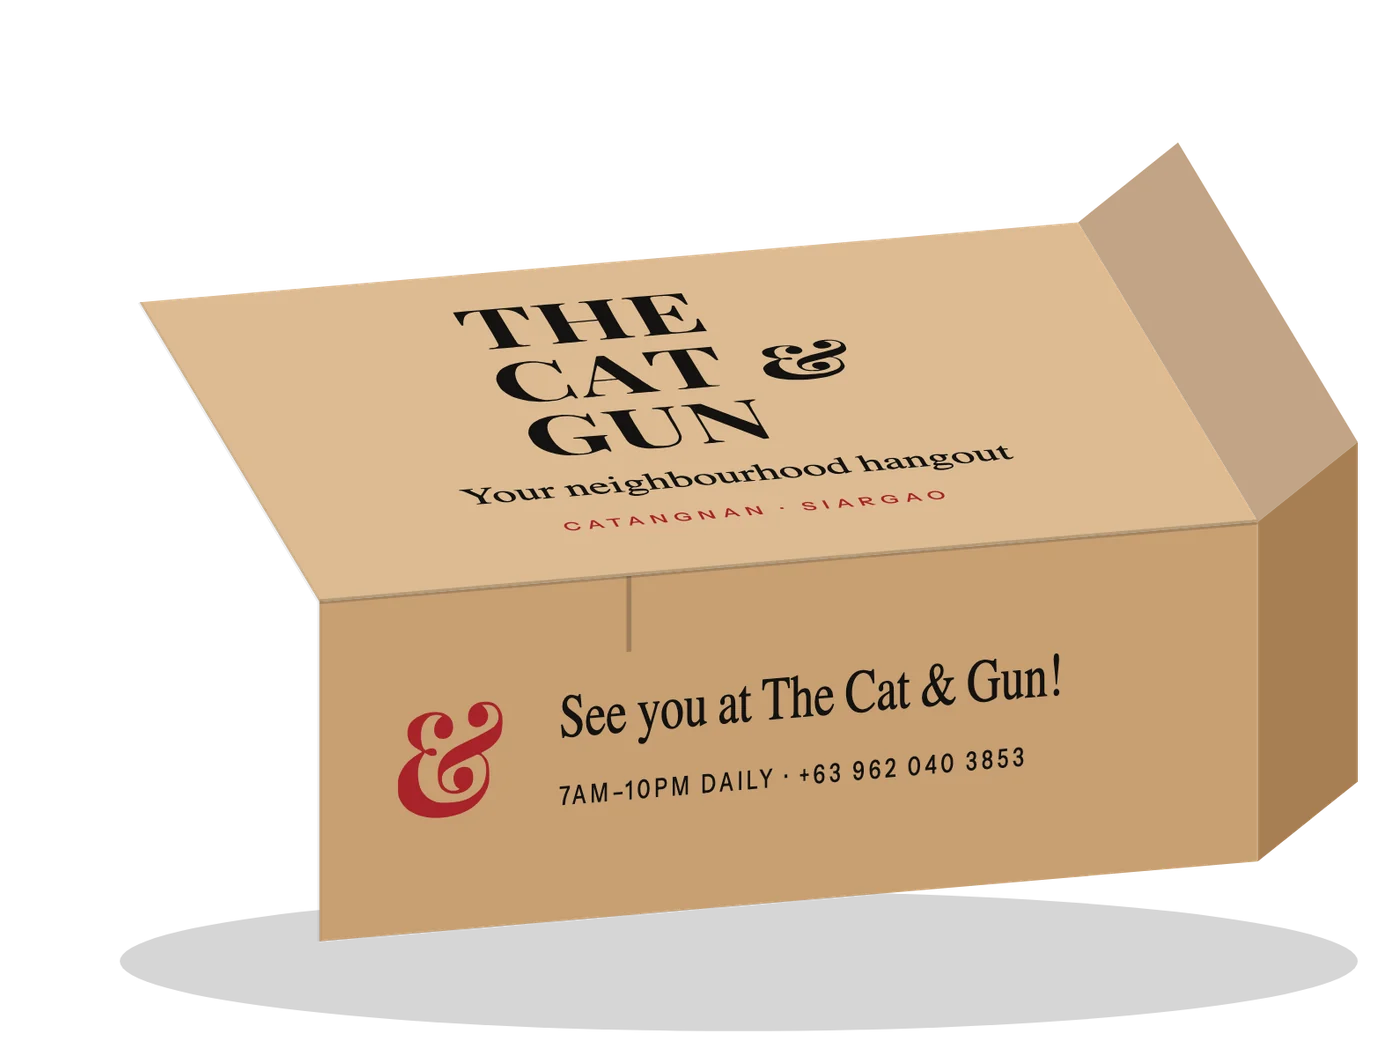 THE
CAT &
GUN
Your neighbourhood hangout
CATANGNAN · SIARGAO
& See you at The Cat & Gun!
7AM–10PM DAILY · +63 962 040 3853